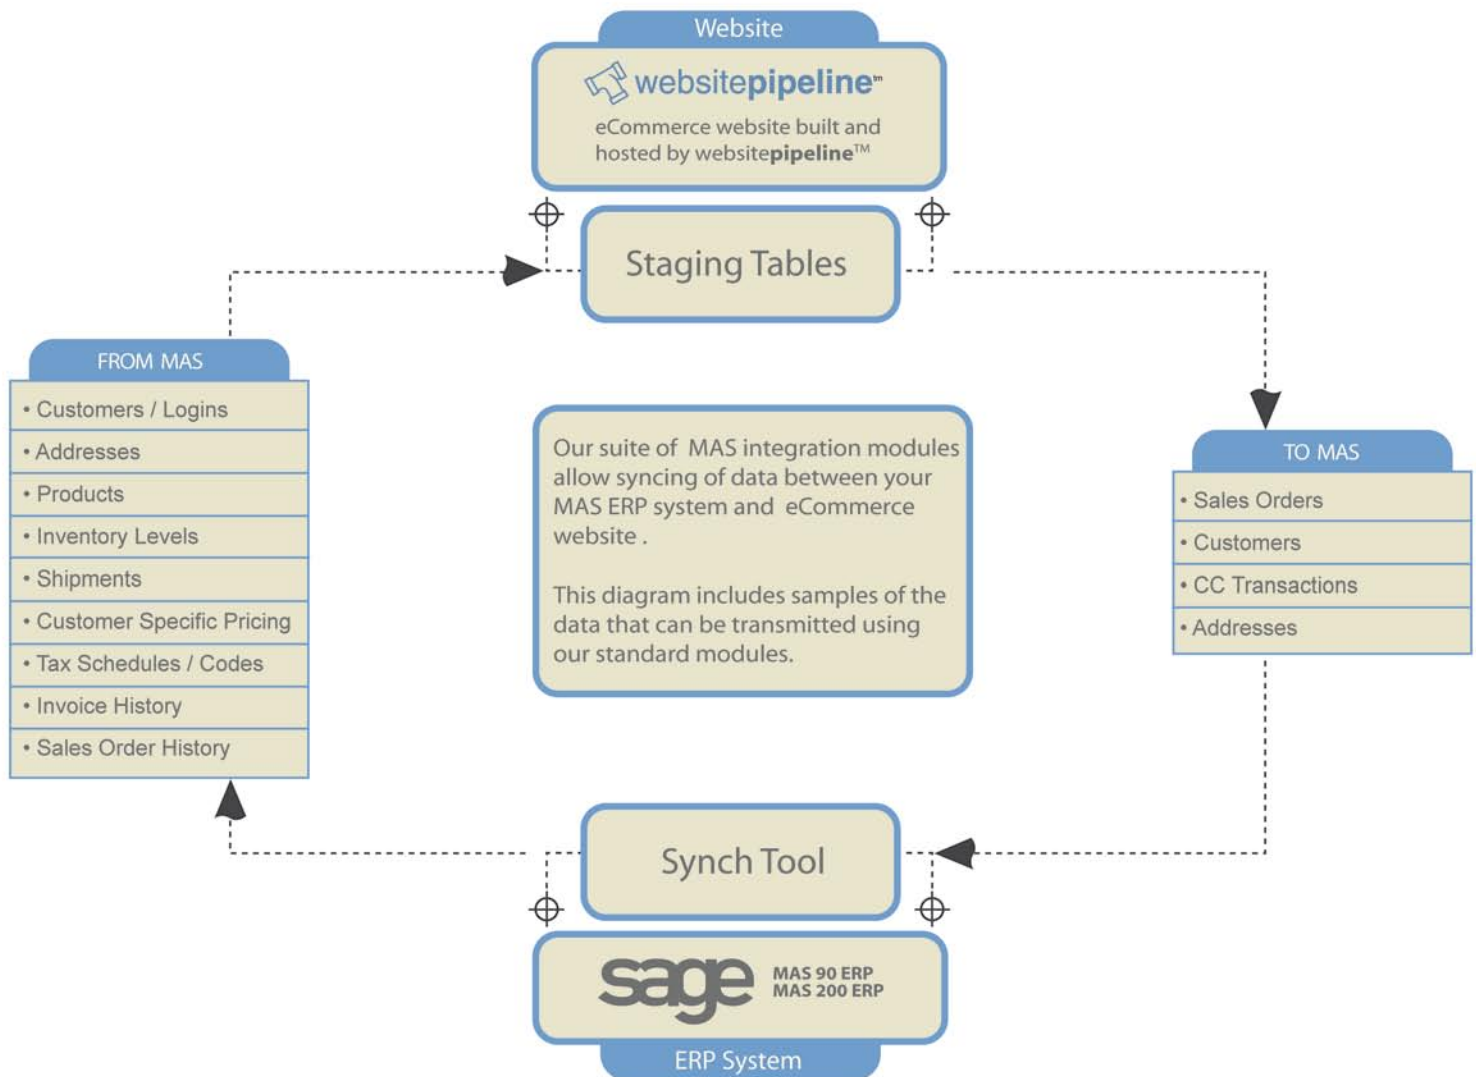 Website
websitepipeline™
eCommerce website built and
hosted by websitepipeline™
Staging Tables
FROM MAS
• Customers / Logins
• Addresses
• Products
• Inventory Levels
• Shipments
• Customer Specific Pricing
• Tax Schedules / Codes
• Invoice History
• Sales Order History
Our suite of MAS integration modules
allow syncing of data between your
MAS ERP system and eCommerce
website .
This diagram includes samples of the
data that can be transmitted using
our standard modules.
TO MAS
• Sales Orders
• Customers
• CC Transactions
• Addresses
Synch Tool
sage
MAS 90 ERP
MAS 200 ERP
ERP System